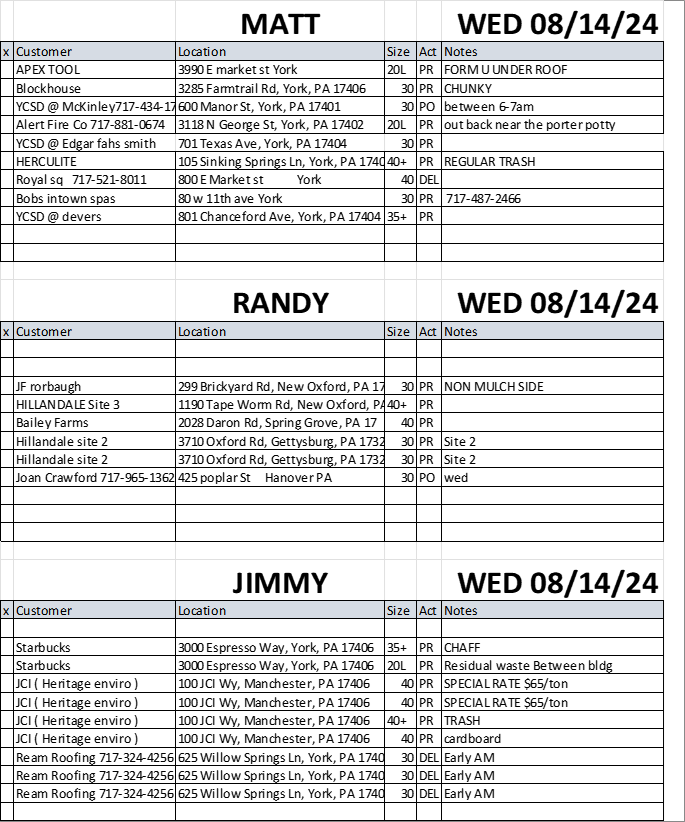 MATT WED 08/14/24
x Customer Location Size Act Notes
APEX TOOL 3990 E market st York 20L PR FORM U UNDER ROOF
Blockhouse 3285 Farmtrail Rd, York, PA 17406 30 PR CHUNKY
YCSD @ McKinley717-434-17 600 Manor St, York, PA 17401 30 PO between 6-7am
Alert Fire Co 717-881-0674 3118 N George St, York, PA 17402 20L PR out back near the porter potty
YCSD @ Edgar fahs smith 701 Texas Ave, York, PA 17404 30 PR
HERCULITE 105 Sinking Springs Ln, York, PA 1740 40+ PR REGULAR TRASH
Royal sq 717-521-8011 800 E Market st York 40 DEL
Bobs intown spas 80 w 11th ave York 30 PR 717-487-2466
YCSD @ devers 801 Chanceford Ave, York, PA 17404 35+ PR
RANDY WED 08/14/24
x Customer Location Size Act Notes
JF rorbaugh 299 Brickyard Rd, New Oxford, PA 17 30 PR NON MULCH SIDE
HILLANDALE Site 3 1190 Tape Worm Rd, New Oxford, PA 40+ PR
Bailey Farms 2028 Daron Rd, Spring Grove, PA 17 40 PR
Hillandale site 2 3710 Oxford Rd, Gettysburg, PA 1732 30 PR Site 2
Hillandale site 2 3710 Oxford Rd, Gettysburg, PA 1732 30 PR Site 2
Joan Crawford 717-965-1362 425 poplar St Hanover PA 30 PO wed
JIMMY WED 08/14/24
x Customer Location Size Act Notes
Starbucks 3000 Espresso Way, York, PA 17406 35+ PR CHAFF
Starbucks 3000 Espresso Way, York, PA 17406 20L PR Residual waste Between bldg
JCI ( Heritage enviro ) 100 JCI Wy, Manchester, PA 17406 40 PR SPECIAL RATE $65/ton
JCI ( Heritage enviro ) 100 JCI Wy, Manchester, PA 17406 40 PR SPECIAL RATE $65/ton
JCI ( Heritage enviro ) 100 JCI Wy, Manchester, PA 17406 40+ PR TRASH
JCI ( Heritage enviro ) 100 JCI Wy, Manchester, PA 17406 40 PR cardboard
Ream Roofing 717-324-4256 625 Willow Springs Ln, York, PA 1740 30 DEL Early AM
Ream Roofing 717-324-4256 625 Willow Springs Ln, York, PA 1740 30 DEL Early AM
Ream Roofing 717-324-4256 625 Willow Springs Ln, York, PA 1740 30 DEL Early AM